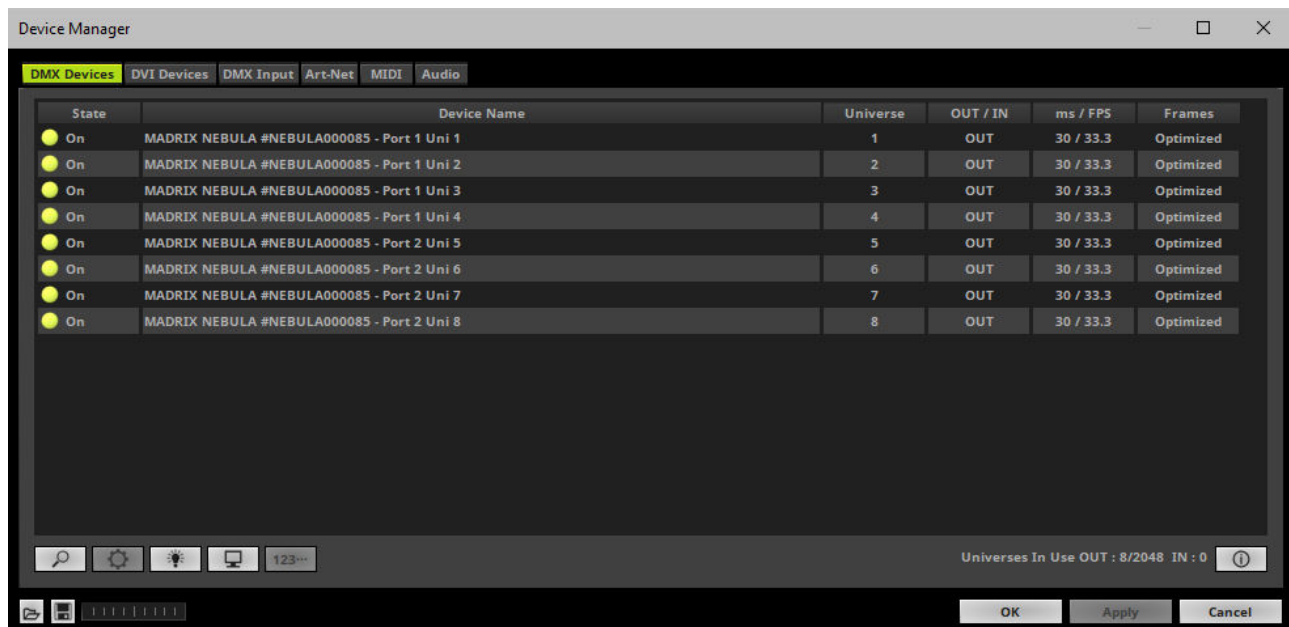 Device Manager
DMX Devices DVI Devices DMX Input Art-Net MIDI Audio
State Device Name Universe OUT / IN ms / FPS Frames
On MADRIX NEBULA #NEBULA000085 - Port 1 Uni 1 1 OUT 30 / 33.3 Optimized
On MADRIX NEBULA #NEBULA000085 - Port 1 Uni 2 2 OUT 30 / 33.3 Optimized
On MADRIX NEBULA #NEBULA000085 - Port 1 Uni 3 3 OUT 30 / 33.3 Optimized
On MADRIX NEBULA #NEBULA000085 - Port 1 Uni 4 4 OUT 30 / 33.3 Optimized
On MADRIX NEBULA #NEBULA000085 - Port 2 Uni 5 5 OUT 30 / 33.3 Optimized
On MADRIX NEBULA #NEBULA000085 - Port 2 Uni 6 6 OUT 30 / 33.3 Optimized
On MADRIX NEBULA #NEBULA000085 - Port 2 Uni 7 7 OUT 30 / 33.3 Optimized
On MADRIX NEBULA #NEBULA000085 - Port 2 Uni 8 8 OUT 30 / 33.3 Optimized
123... Universes In Use OUT : 8/2048 IN : 0
OK Apply Cancel